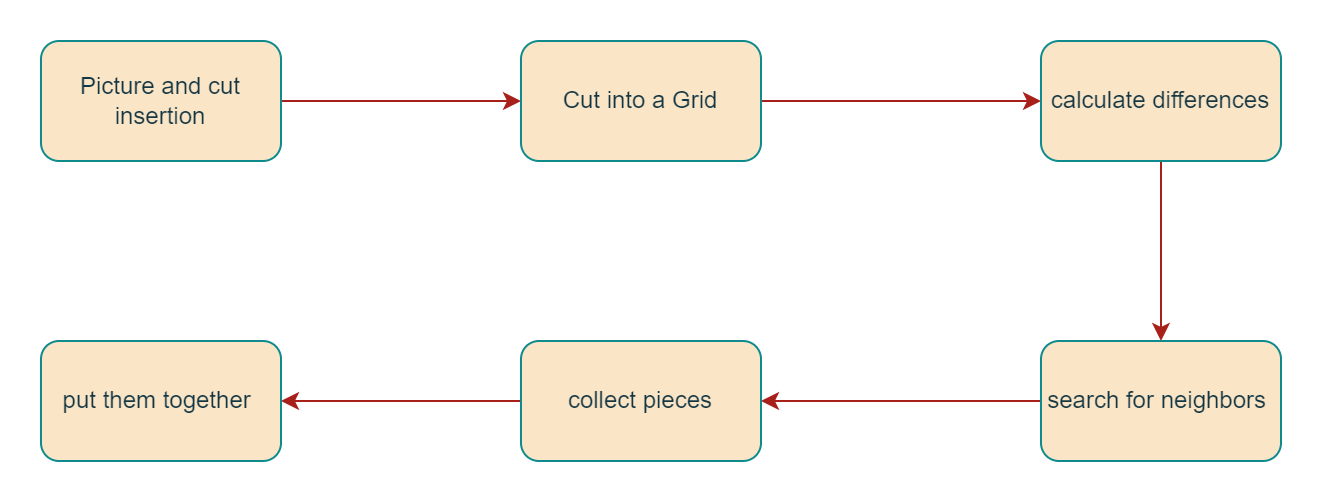 Picture and cut
insertion
Cut into a Grid
calculate differences
search for neighbors
collect pieces
put them together